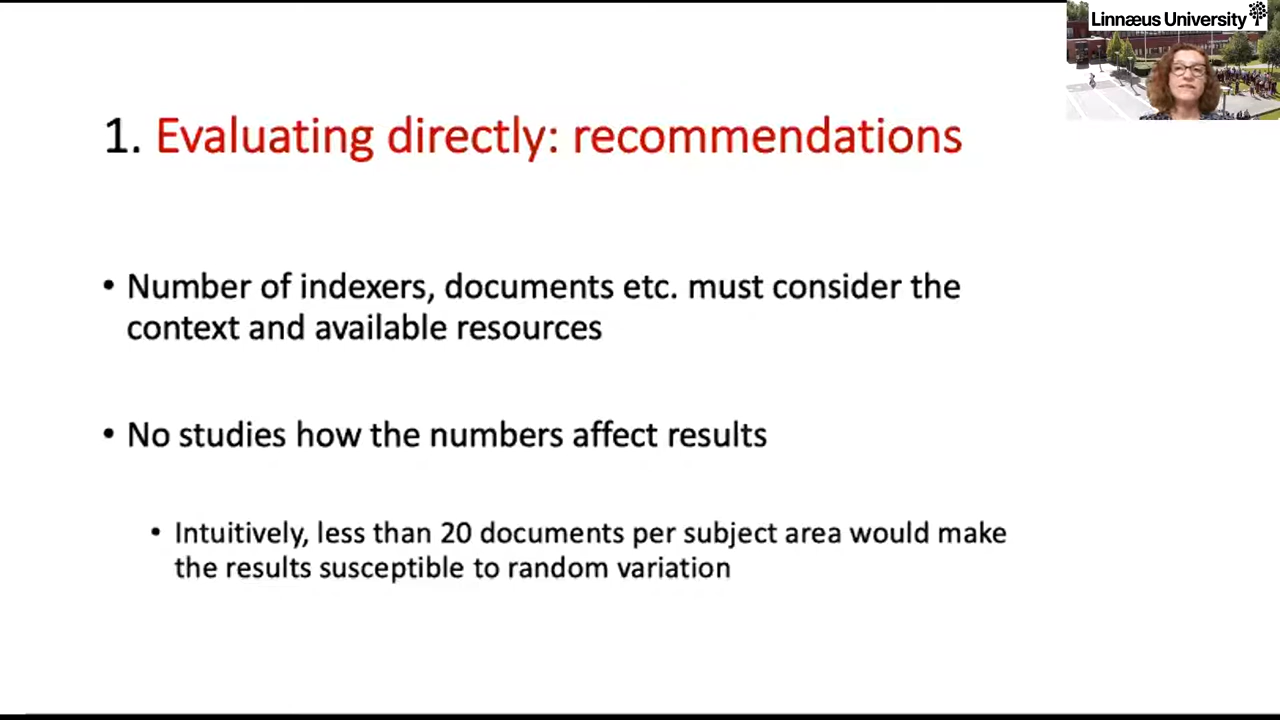 Linnæus University
1. Evaluating directly: recommendations
• Number of indexers, documents etc. must consider the
context and available resources
• No studies how the numbers affect results
• Intuitively, less than 20 documents per subject area would make
the results susceptible to random variation